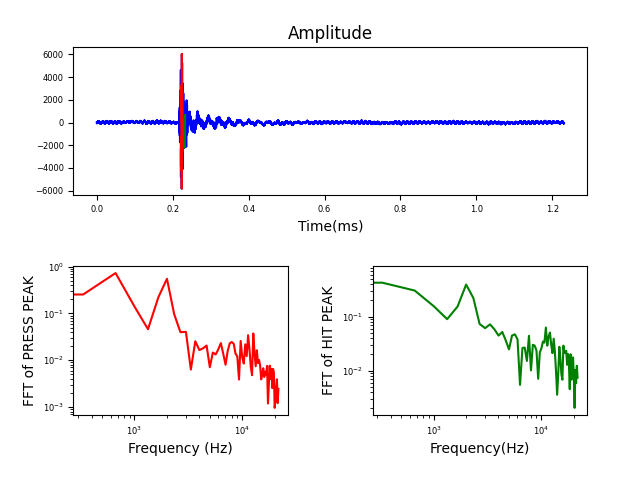 Amplitude
6000
4000
2000
0
−2000
−4000
−6000
0.0 0.2 0.4 0.6 0.8 1.0 1.2
Time(ms)
FFT of PRESS PEAK
10⁰
10⁻¹
10⁻²
10⁻³
10³ 10⁴
Frequency (Hz)
FFT of HIT PEAK
10⁻¹
10⁻²
10³ 10⁴
Frequency(Hz)